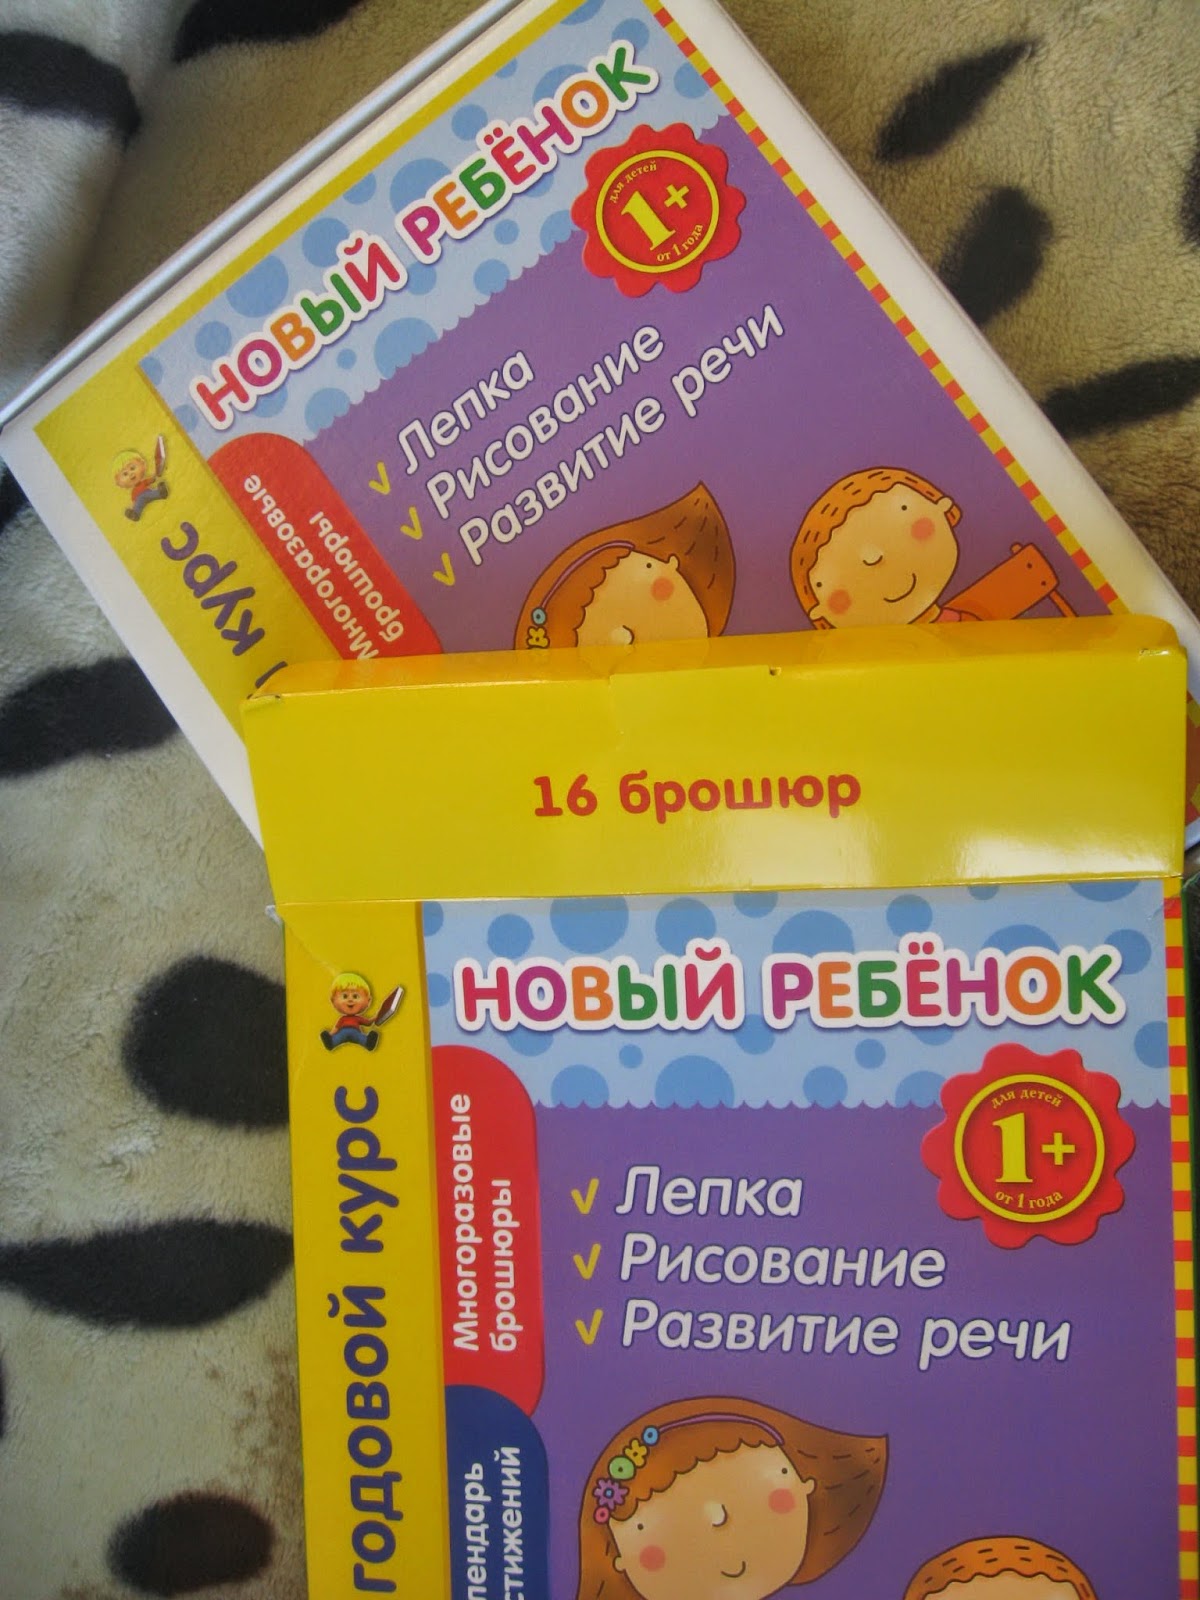 НОВЫЙ РЕБЁНОК
для детей
1+
от 1 года
Лепка
Рисование
Развитие речи
Многоразовые
брошюры
курс
16 брошюр
НОВЫЙ РЕБЁНОК
для детей
1+
от 1 года
Лепка
Рисование
Развитие речи
Многоразовые
брошюры
годовой курс